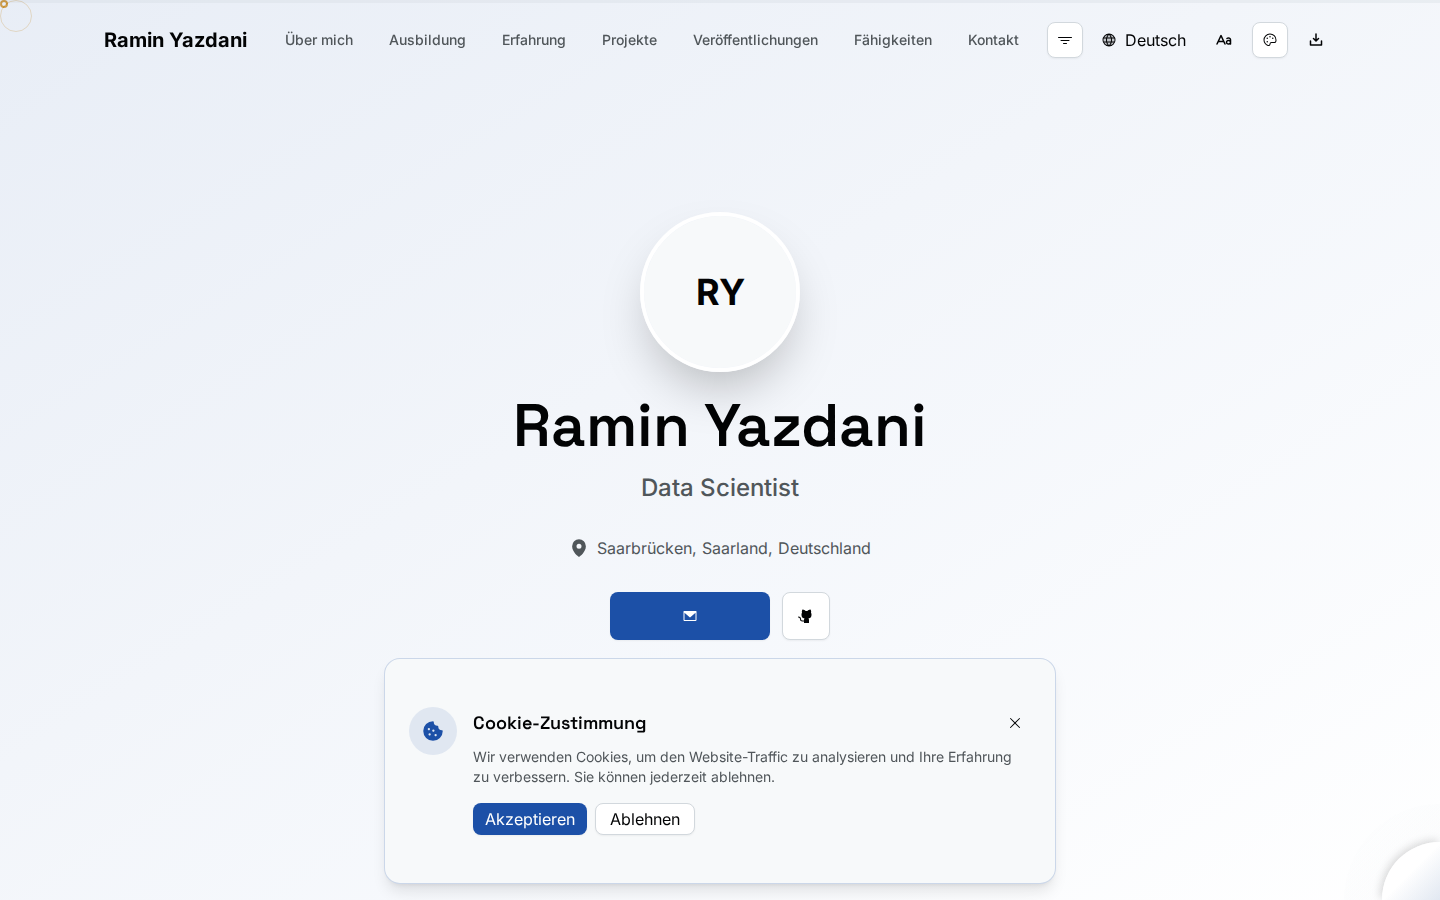 Ramin Yazdani
Über mich
Ausbildung
Erfahrung
Projekte
Veröffentlichungen
Fähigkeiten
Kontakt
Deutsch
Aa
RY
Ramin Yazdani
Data Scientist
Saarbrücken, Saarland, Deutschland
Cookie-Zustimmung
Wir verwenden Cookies, um den Website-Traffic zu analysieren und Ihre Erfahrung
zu verbessern. Sie können jederzeit ablehnen.
Akzeptieren
Ablehnen